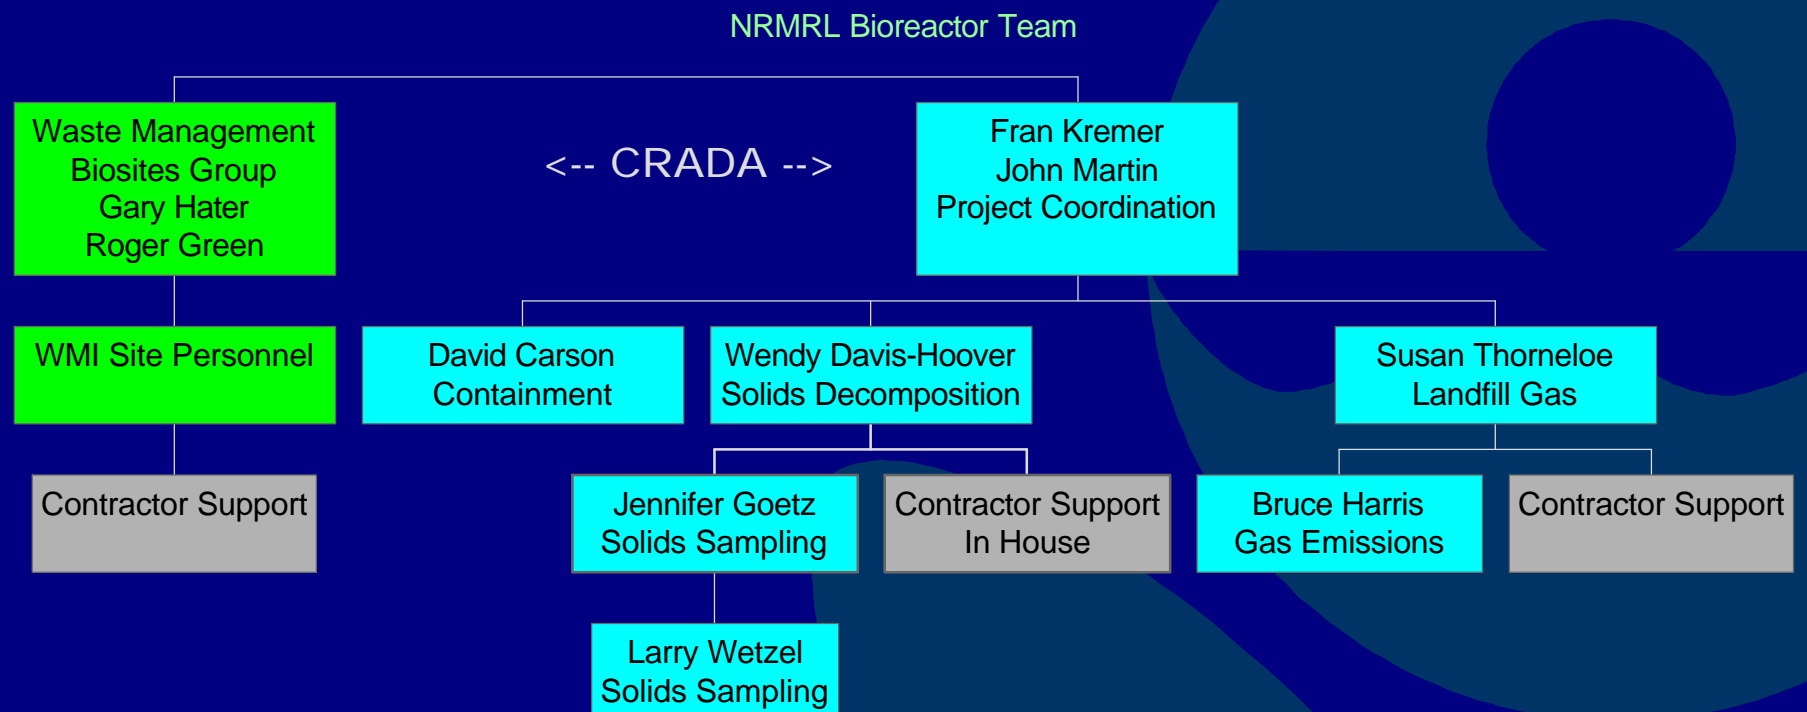 NRMRL Bioreactor Team
Waste Management
Biosites Group
Gary Hater
Roger Green
<-- CRADA -->
Fran Kremer
John Martin
Project Coordination
WMI Site Personnel
David Carson
Containment
Wendy Davis-Hoover
Solids Decomposition
Susan Thorneloe
Landfill Gas
Contractor Support
Jennifer Goetz
Solids Sampling
Contractor Support
In House
Bruce Harris
Gas Emissions
Contractor Support
Larry Wetzel
Solids Sampling